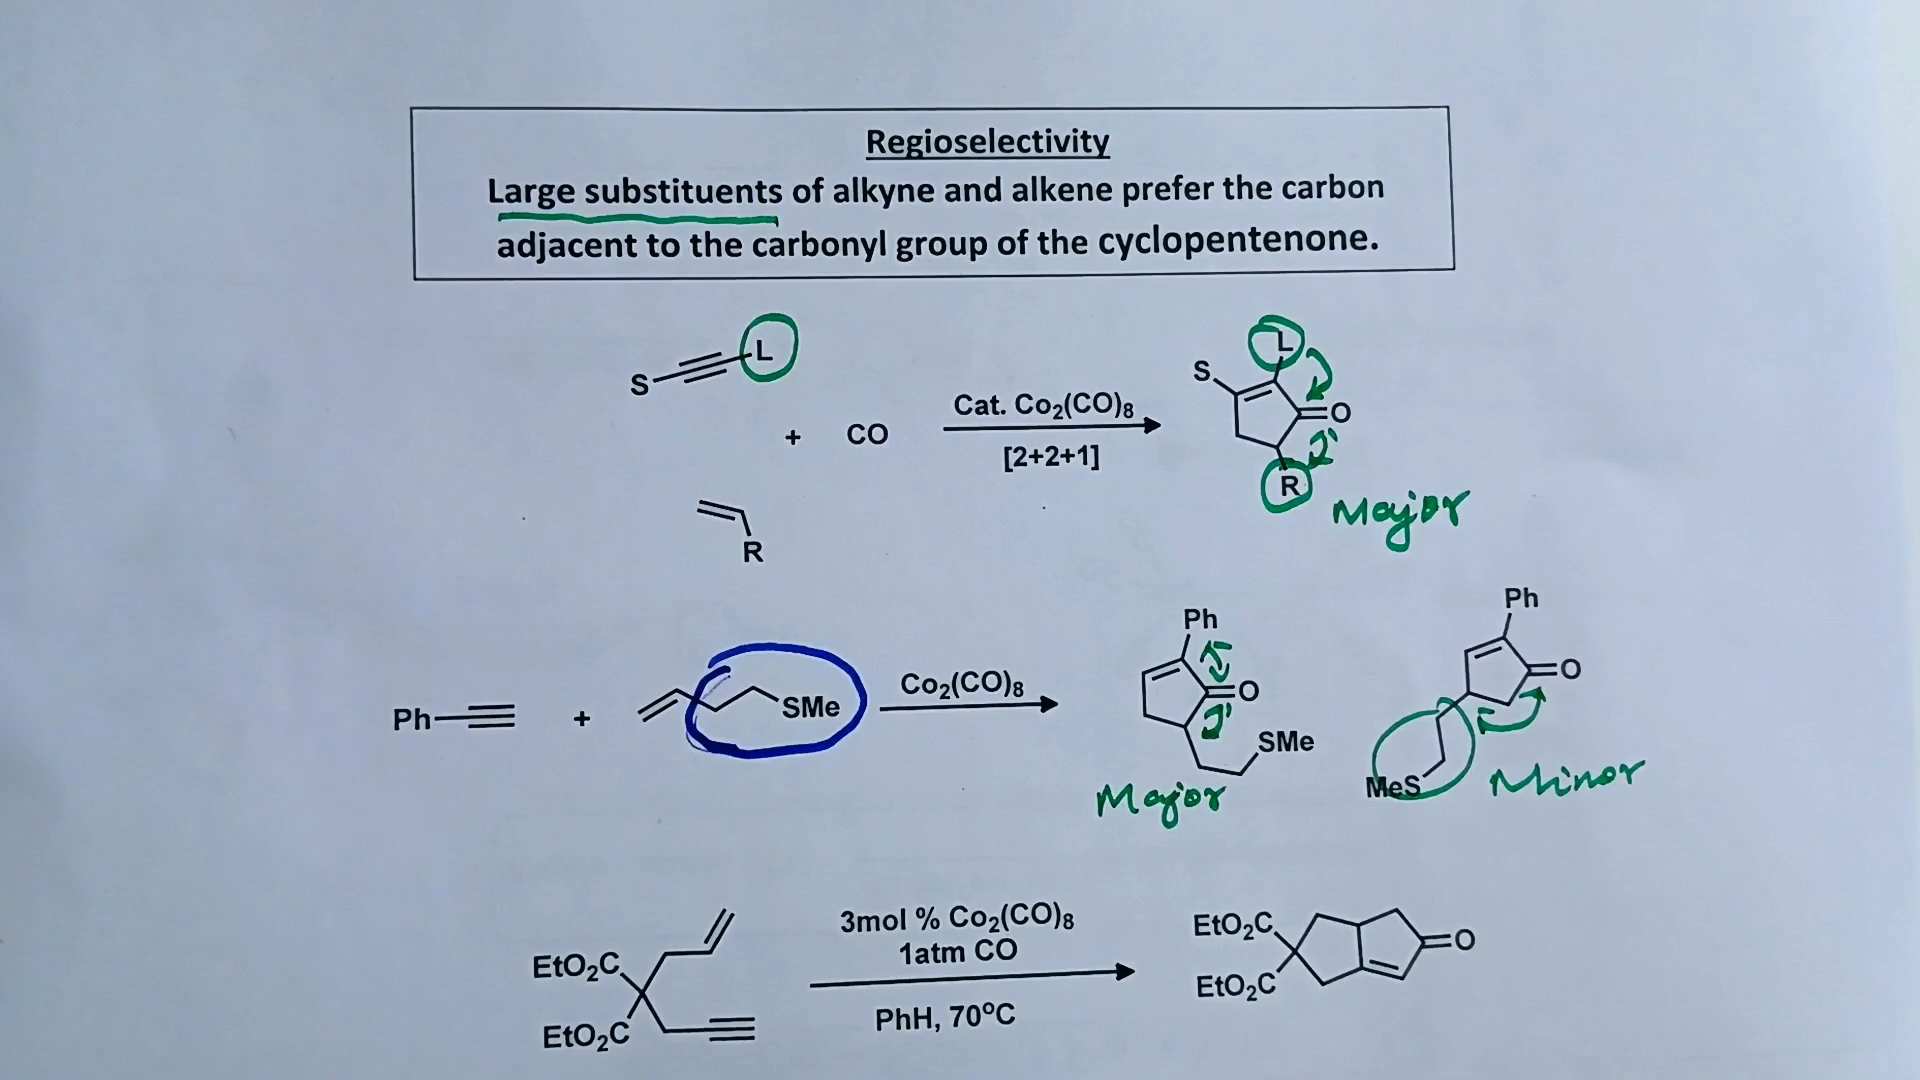 Regioselectivity
Large substituents of alkyne and alkene prefer the carbon
adjacent to the carbonyl group of the cyclopentenone.
S L
+ CO
R
Cat. Co₂(CO)₈
[2+2+1]
L
S
O
R
Major
Ph + SMe
Co₂(CO)₈
Ph
O
SMe
Major
Ph
O
MeS
Minor
EtO₂C
EtO₂C
3mol % Co₂(CO)₈
1atm CO
PhH, 70ºC
EtO₂C
O
EtO₂C